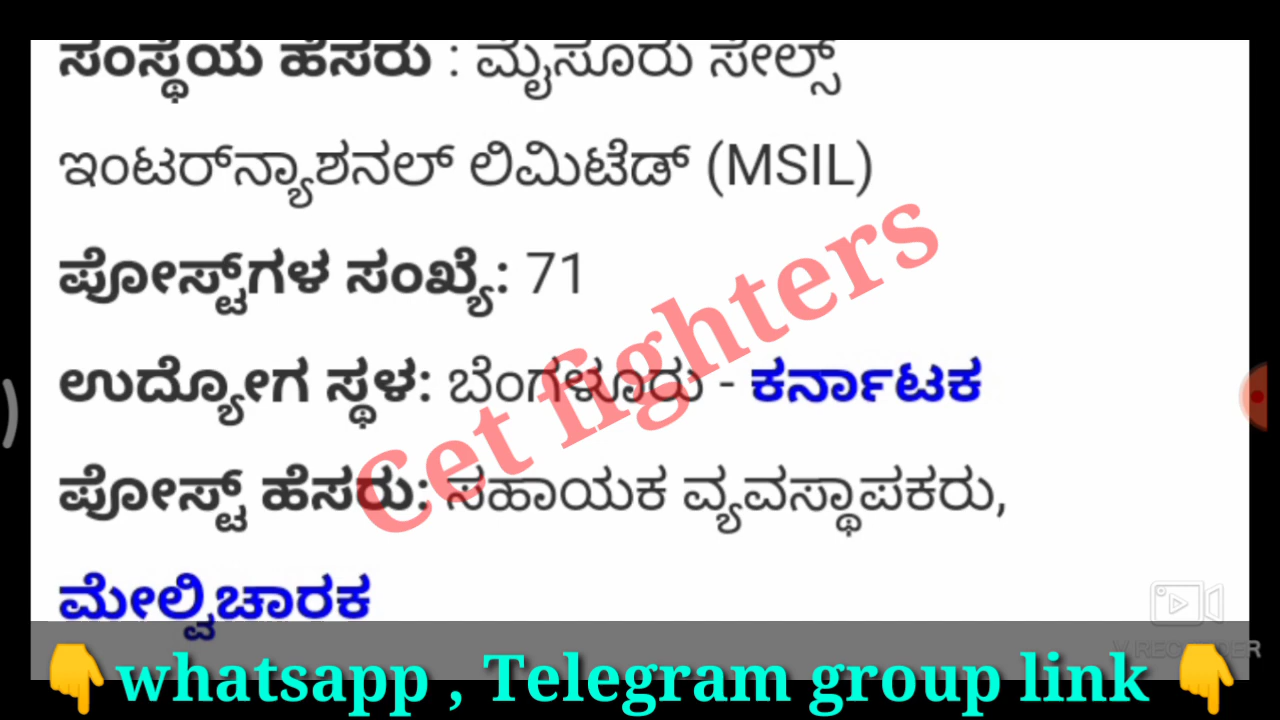 ಸಂಸ್ಥೆಯ ಹೆಸರು : ಮೈಸೂರು ಸೇಲ್ಸ್
ಇಂಟರ್‌ನ್ಯಾಶನಲ್ ಲಿಮಿಟೆಡ್ (MSIL)
ಪೋಸ್ಟ್‌ಗಳ ಸಂಖ್ಯೆ: 71
ಉದ್ಯೋಗ ಸ್ಥಳ: ಬೆಂಗಳೂರು - ಕರ್ನಾಟಕ
ಪೋಸ್ಟ್ ಹೆಸರು: ಸಹಾಯಕ ವ್ಯವಸ್ಥಾಪಕರು,
ಮೇಲ್ವಿಚಾರಕ
Cet fighters
V RECORDER
👇whatsapp , Telegram group link 👇